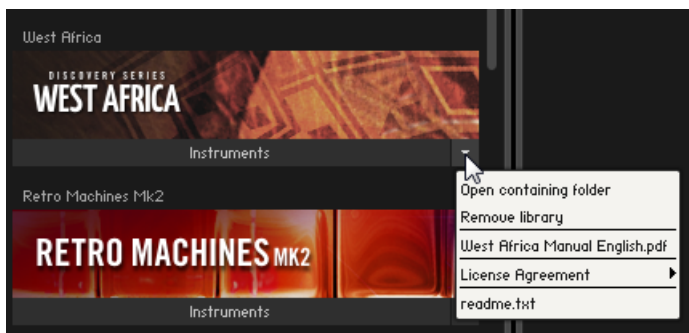 West Africa
DISCOVERY SERIES
WEST AFRICA
Instruments
Open containing folder
Remove library
West Africa Manual English.pdf
License Agreement
readme.txt
Retro Machines Mk2
RETRO MACHINES MK2
Instruments